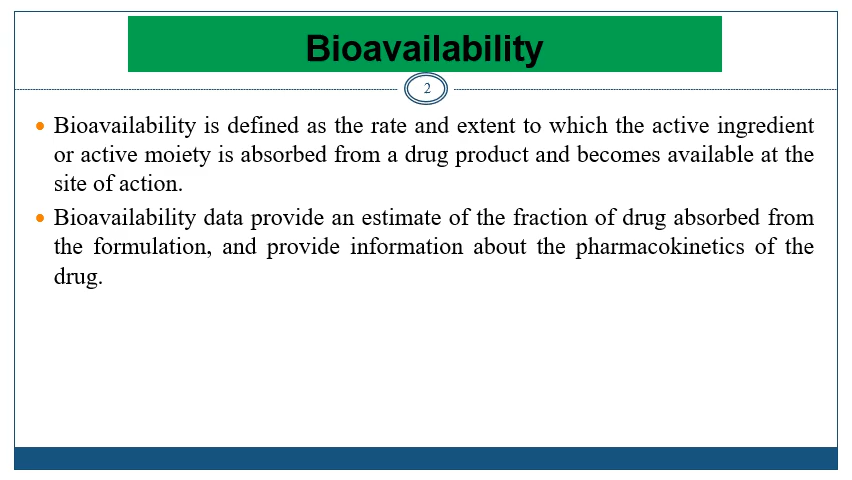 Bioavailability
2
Bioavailability is defined as the rate and extent to which the active ingredient
or active moiety is absorbed from a drug product and becomes available at the
site of action.
Bioavailability data provide an estimate of the fraction of drug absorbed from
the formulation, and provide information about the pharmacokinetics of the
drug.